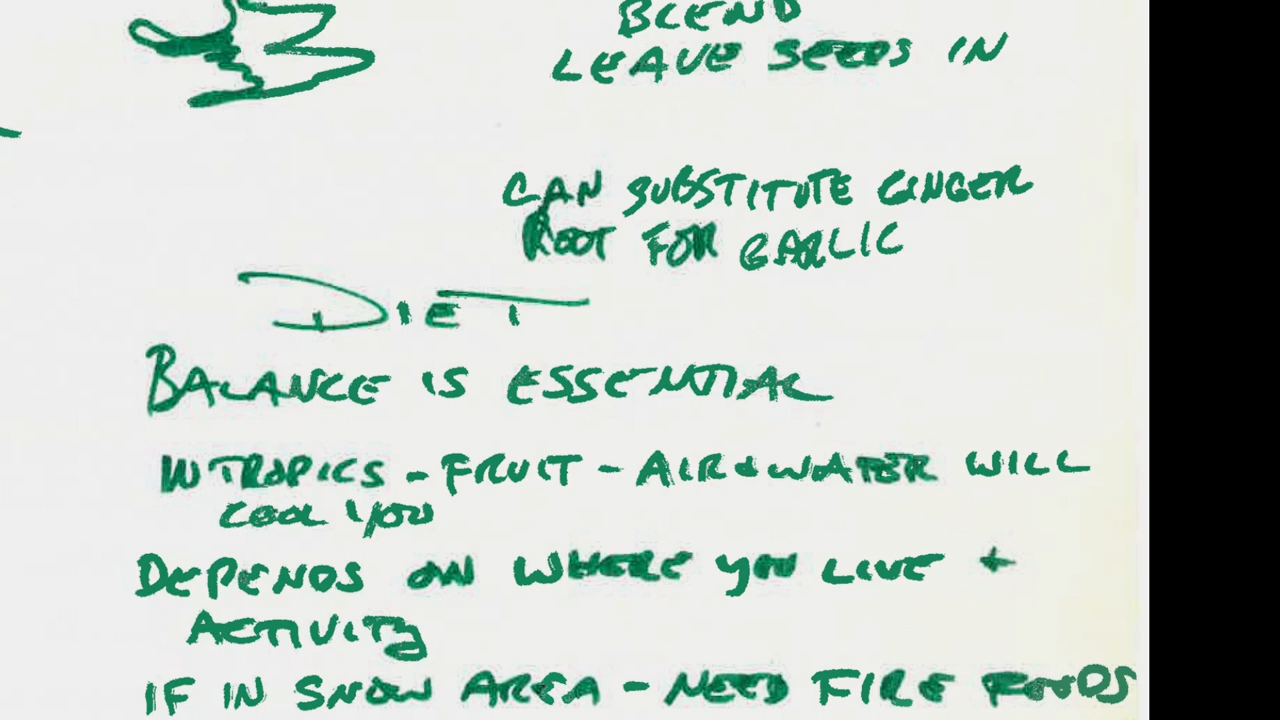 BLEND
LEAVE SEEDS IN
CAN SUBSTITUTE GINGER
ROOT FOR GARLIC
DIET
BALANCE IS ESSENTIAL
IN TROPICS - FRUIT - AIR & WATER WILL
COOL YOU
DEPENDS ON WHERE YOU LIVE +
ACTIVITY
IF IN SNOW AREA - NEED FIRE FOODS